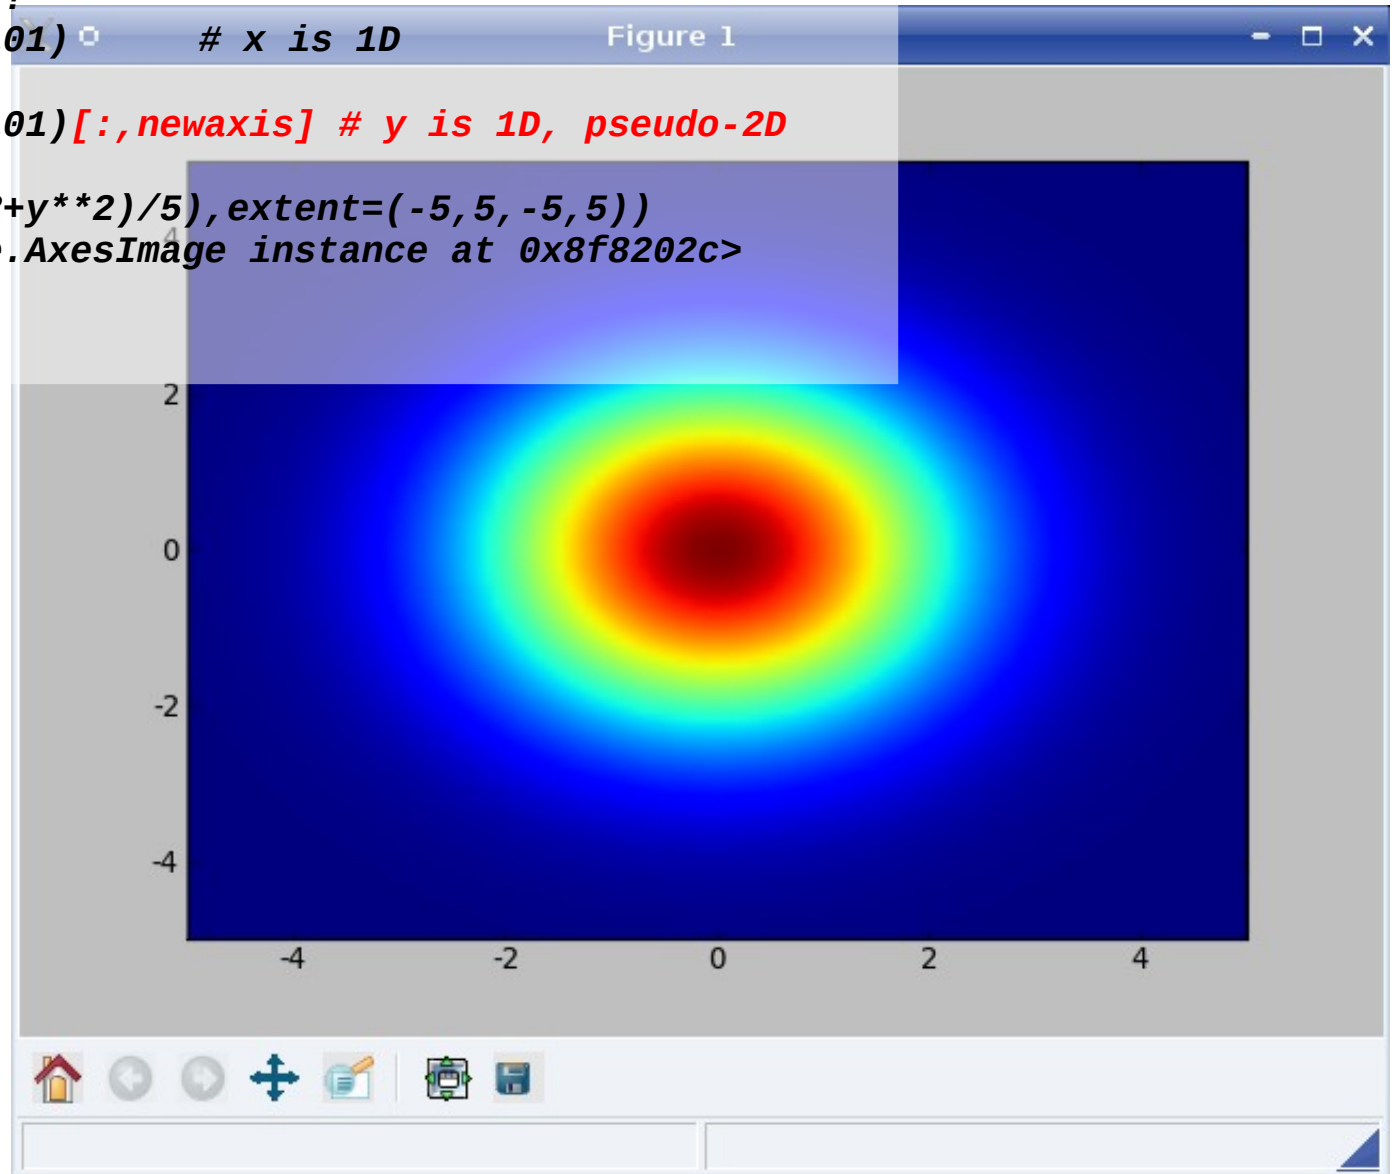 01)      # x is 1D
Figure 1
01)[:,newaxis] # y is 1D, pseudo-2D
+y**2)/5),extent=(-5,5,-5,5))
.AxesImage instance at 0x8f8202c>
4
2
0
-2
-4
-4 -2 0 2 4